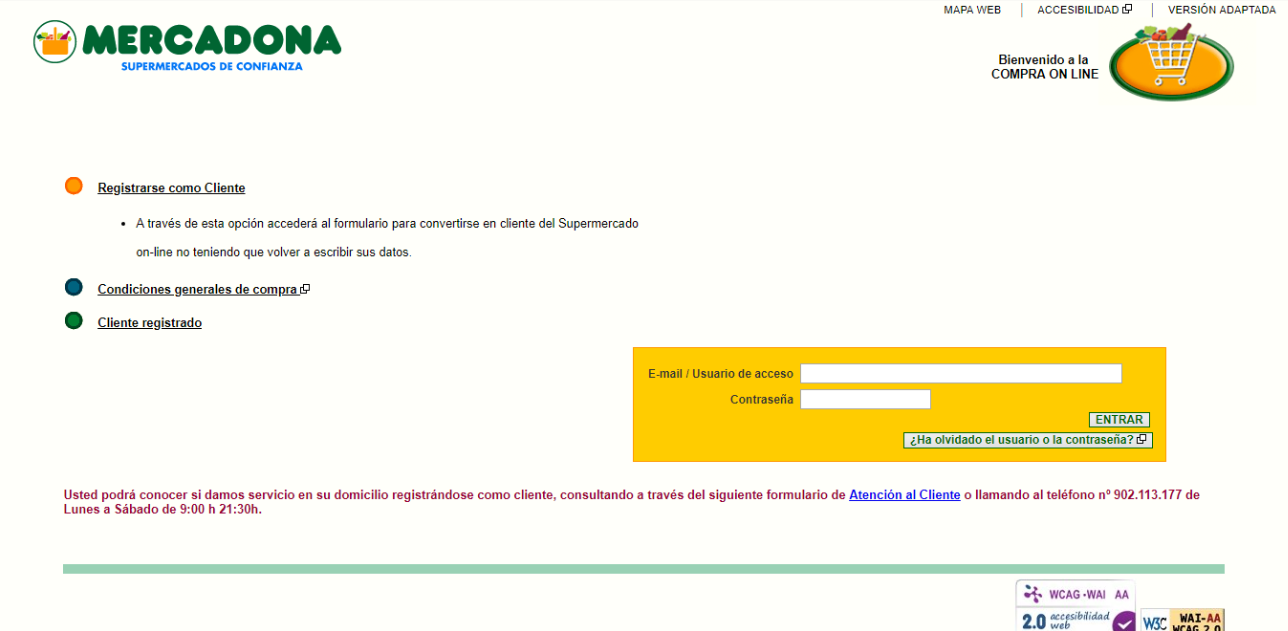 MAPA WEB
ACCESIBILIDAD
VERSIÓN ADAPTADA
MERCADONA
SUPERMERCADOS DE CONFIANZA
Bienvenido a la
COMPRA ON LINE
Registrarse como Cliente
A través de esta opción accederá al formulario para convertirse en cliente del Supermercado
on-line no teniendo que volver a escribir sus datos.
Condiciones generales de compra
Cliente registrado
E-mail / Usuario de acceso
Contraseña
ENTRAR
¿Ha olvidado el usuario o la contraseña?
Usted podrá conocer si damos servicio en su domicilio registrándose como cliente, consultando a través del siguiente formulario de Atención al Cliente o llamando al teléfono nº 902.113.177 de
Lunes a Sábado de 9:00 h 21:30h.
WCAG·WAI AA
2.0 accesibilidad
web
W3C WAI-AA
WCAG 2.0